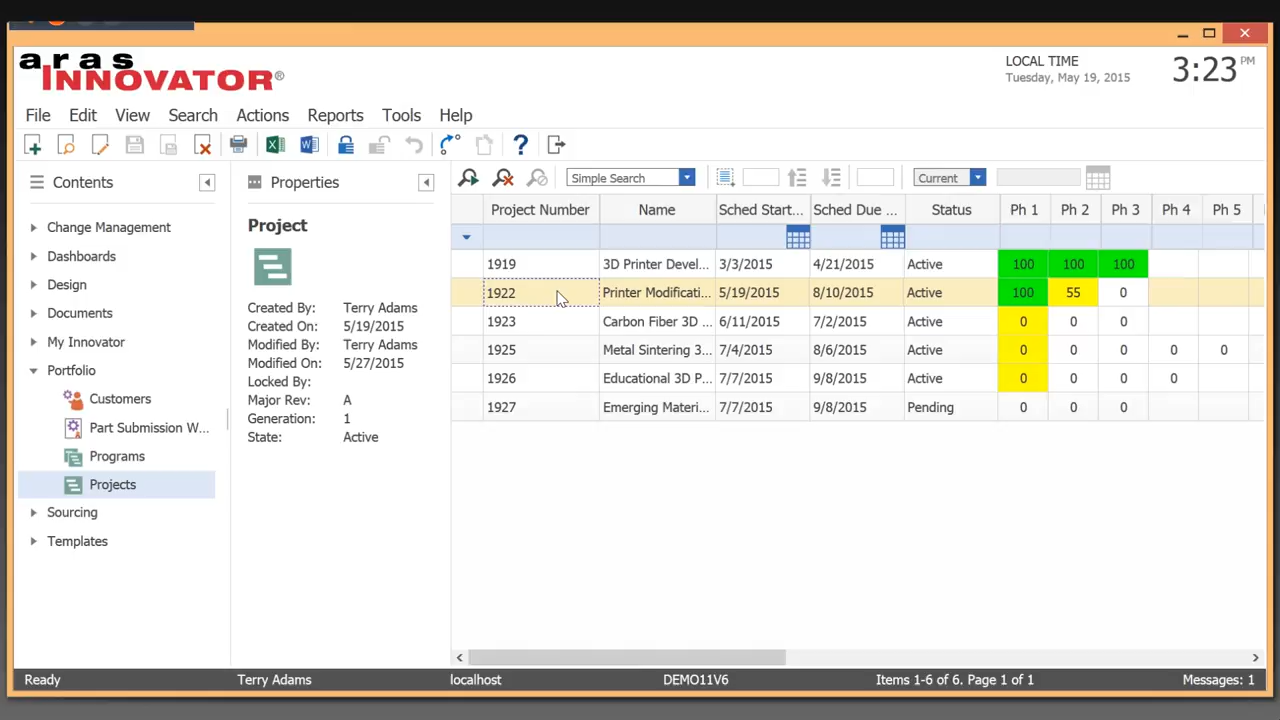 aras
INNOVATOR®
LOCAL TIME
Tuesday, May 19, 2015
3:23 PM
File Edit View Search Actions Reports Tools Help
Simple Search
Current
Contents
Properties
Project Number Name Sched Start... Sched Due ... Status Ph 1 Ph 2 Ph 3 Ph 4 Ph 5
Change Management
Dashboards
Design
Documents
My Innovator
Portfolio
Customers
Part Submission W...
Programs
Projects
Sourcing
Templates
Project
Created By: Terry Adams
Created On: 5/19/2015
Modified By: Terry Adams
Modified On: 5/27/2015
Locked By:
Major Rev: A
Generation: 1
State: Active
1919 3D Printer Devel... 3/3/2015 4/21/2015 Active 100 100 100
1922 Printer Modificati... 5/19/2015 8/10/2015 Active 100 55 0
1923 Carbon Fiber 3D ... 6/11/2015 7/2/2015 Active 0 0 0
1925 Metal Sintering 3... 7/4/2015 8/6/2015 Active 0 0 0 0 0
1926 Educational 3D P... 7/7/2015 9/8/2015 Active 0 0 0 0
1927 Emerging Materi... 7/7/2015 9/8/2015 Pending 0 0 0
Ready Terry Adams localhost DEMO11V6 Items 1-6 of 6. Page 1 of 1 Messages: 1